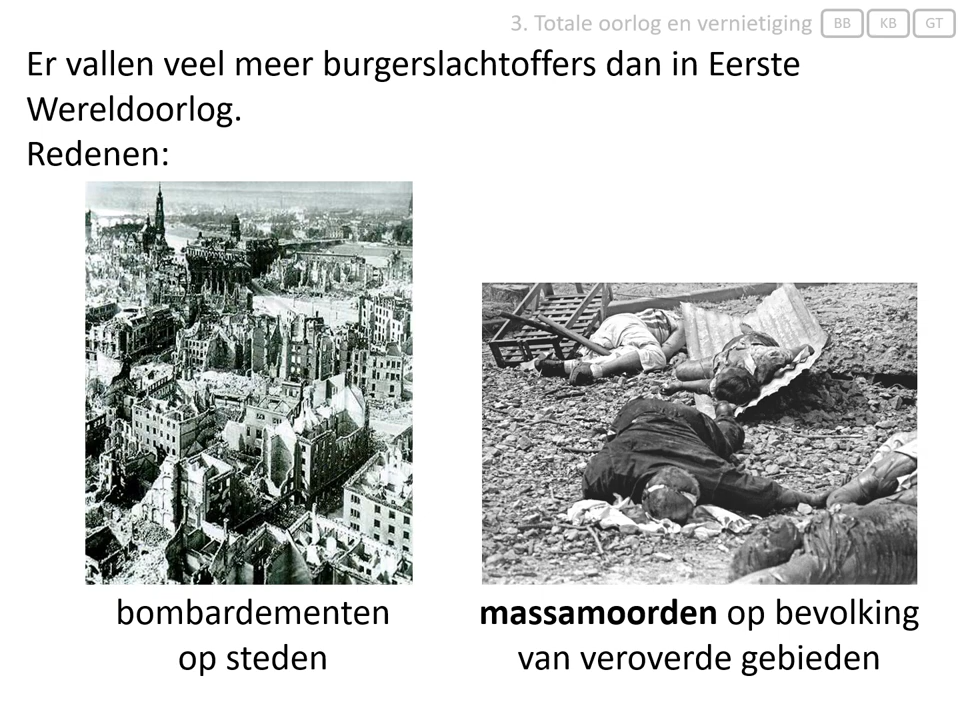 3. Totale oorlog en vernietiging BB KB GT
Er vallen veel meer burgerslachtoffers dan in Eerste
Wereldoorlog.
Redenen:
bombardementen
op steden
massamoorden op bevolking
van veroverde gebieden